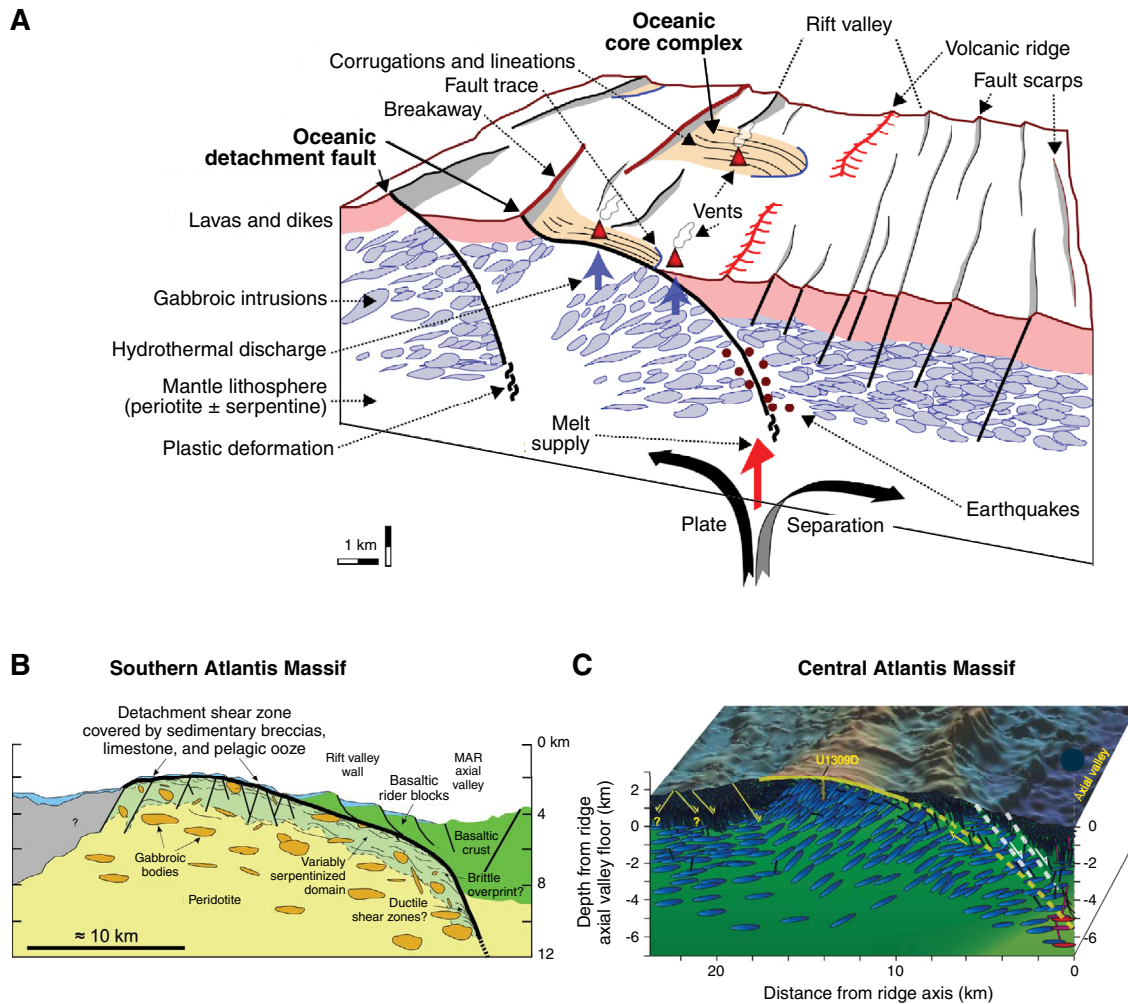 A
Oceanic
core complex
Rift valley
Volcanic ridge
Fault scarps
Corrugations and lineations
Fault trace
Breakaway
Oceanic
detachment fault
Lavas and dikes
Vents
Gabbroic intrusions
Hydrothermal discharge
Mantle lithosphere
(periotite ± serpentine)
Plastic deformation
Melt
supply
Earthquakes
Plate
Separation
1 km
B
Southern Atlantis Massif
Detachment shear zone
covered by sedimentary breccias,
limestone, and pelagic ooze
Rift valley
wall
MAR
axial
valley
Basaltic
rider blocks
0 km
4
8
12
?
Gabbroic
bodies
Variably
serpentinized
domain
Basaltic
crust
Brittle
overprint?
Peridotite
Ductile
shear zones?
≈ 10 km
C
Central Atlantis Massif
U1309D
Axial valley
Depth from ridge
axial valley floor (km)
2
0
-2
-4
-6
? ?
0
-2
-4
-6
20
10
0
Distance from ridge axis (km)